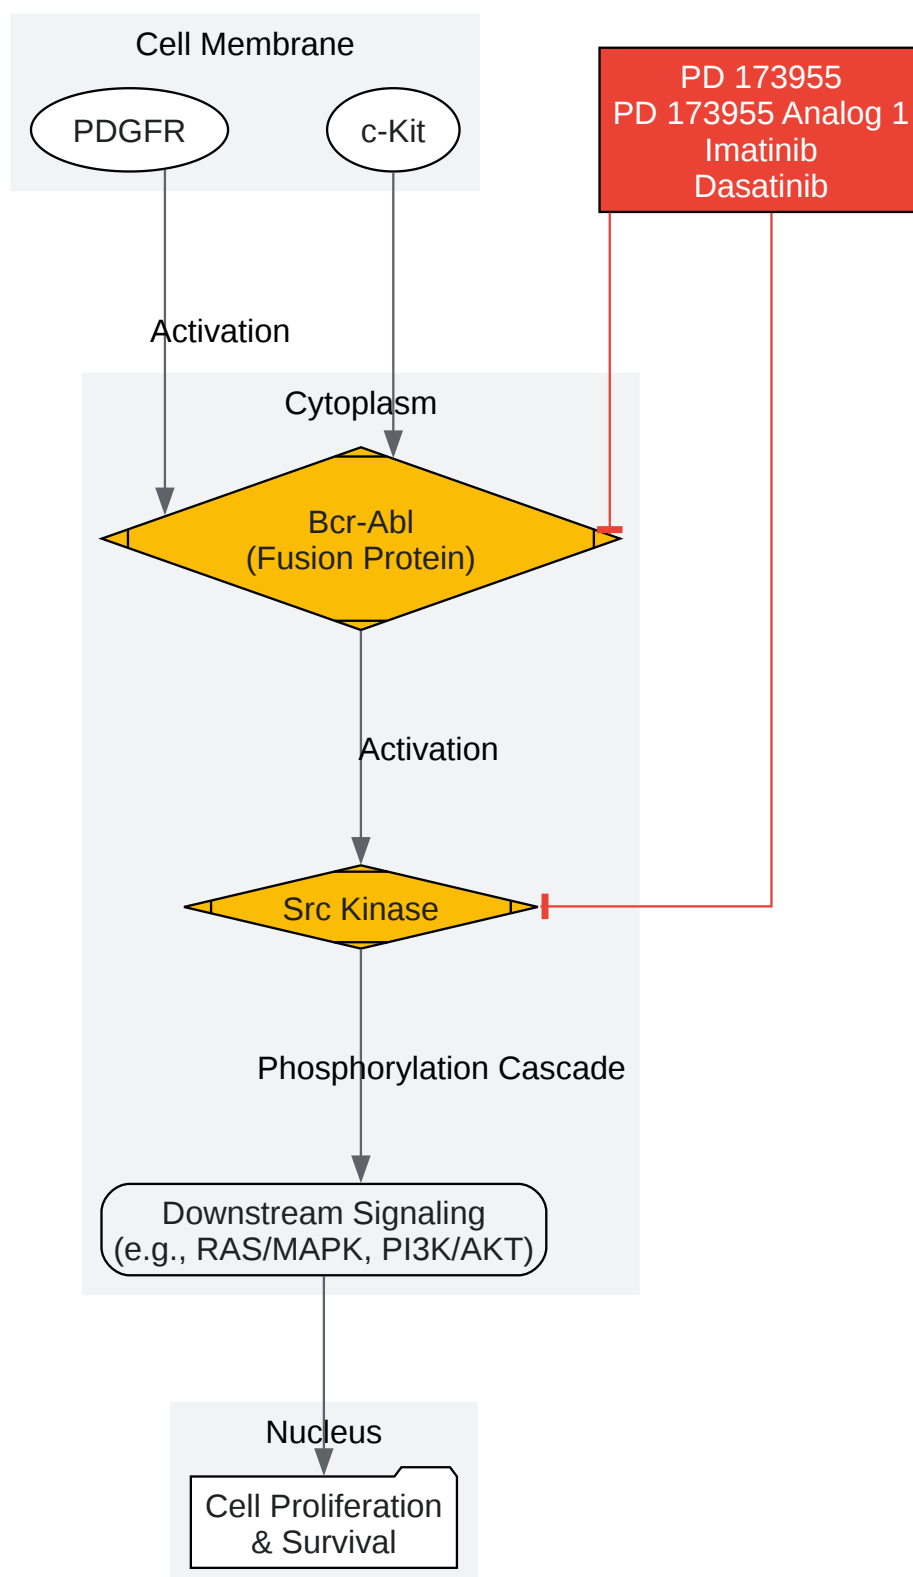 Cell Membrane
PDGFR
c-Kit
PD 173955
PD 173955 Analog 1
Imatinib
Dasatinib
Activation
Cytoplasm
Bcr-Abl
(Fusion Protein)
Activation
Src Kinase
Phosphorylation Cascade
Downstream Signaling
(e.g., RAS/MAPK, PI3K/AKT)
Nucleus
Cell Proliferation
& Survival